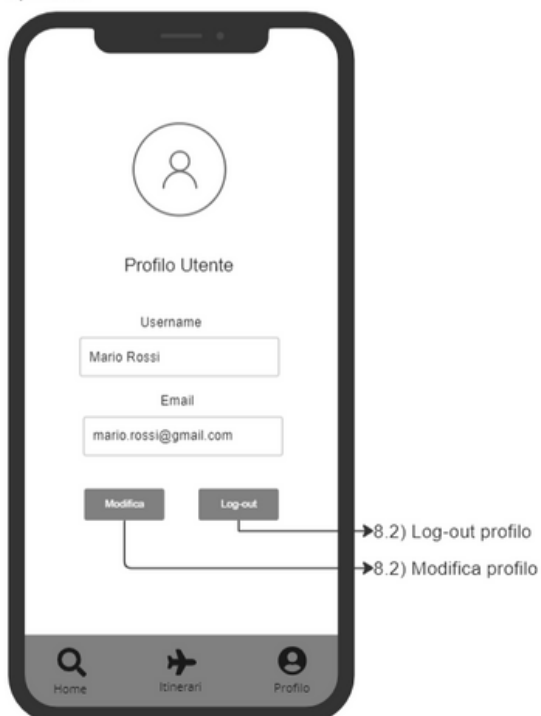 Profilo Utente
Username
Mario Rossi
Email
mario.rossi@gmail.com
Modifica Log-out
8.2) Log-out profilo
8.2) Modifica profilo
Home Itinerari Profilo